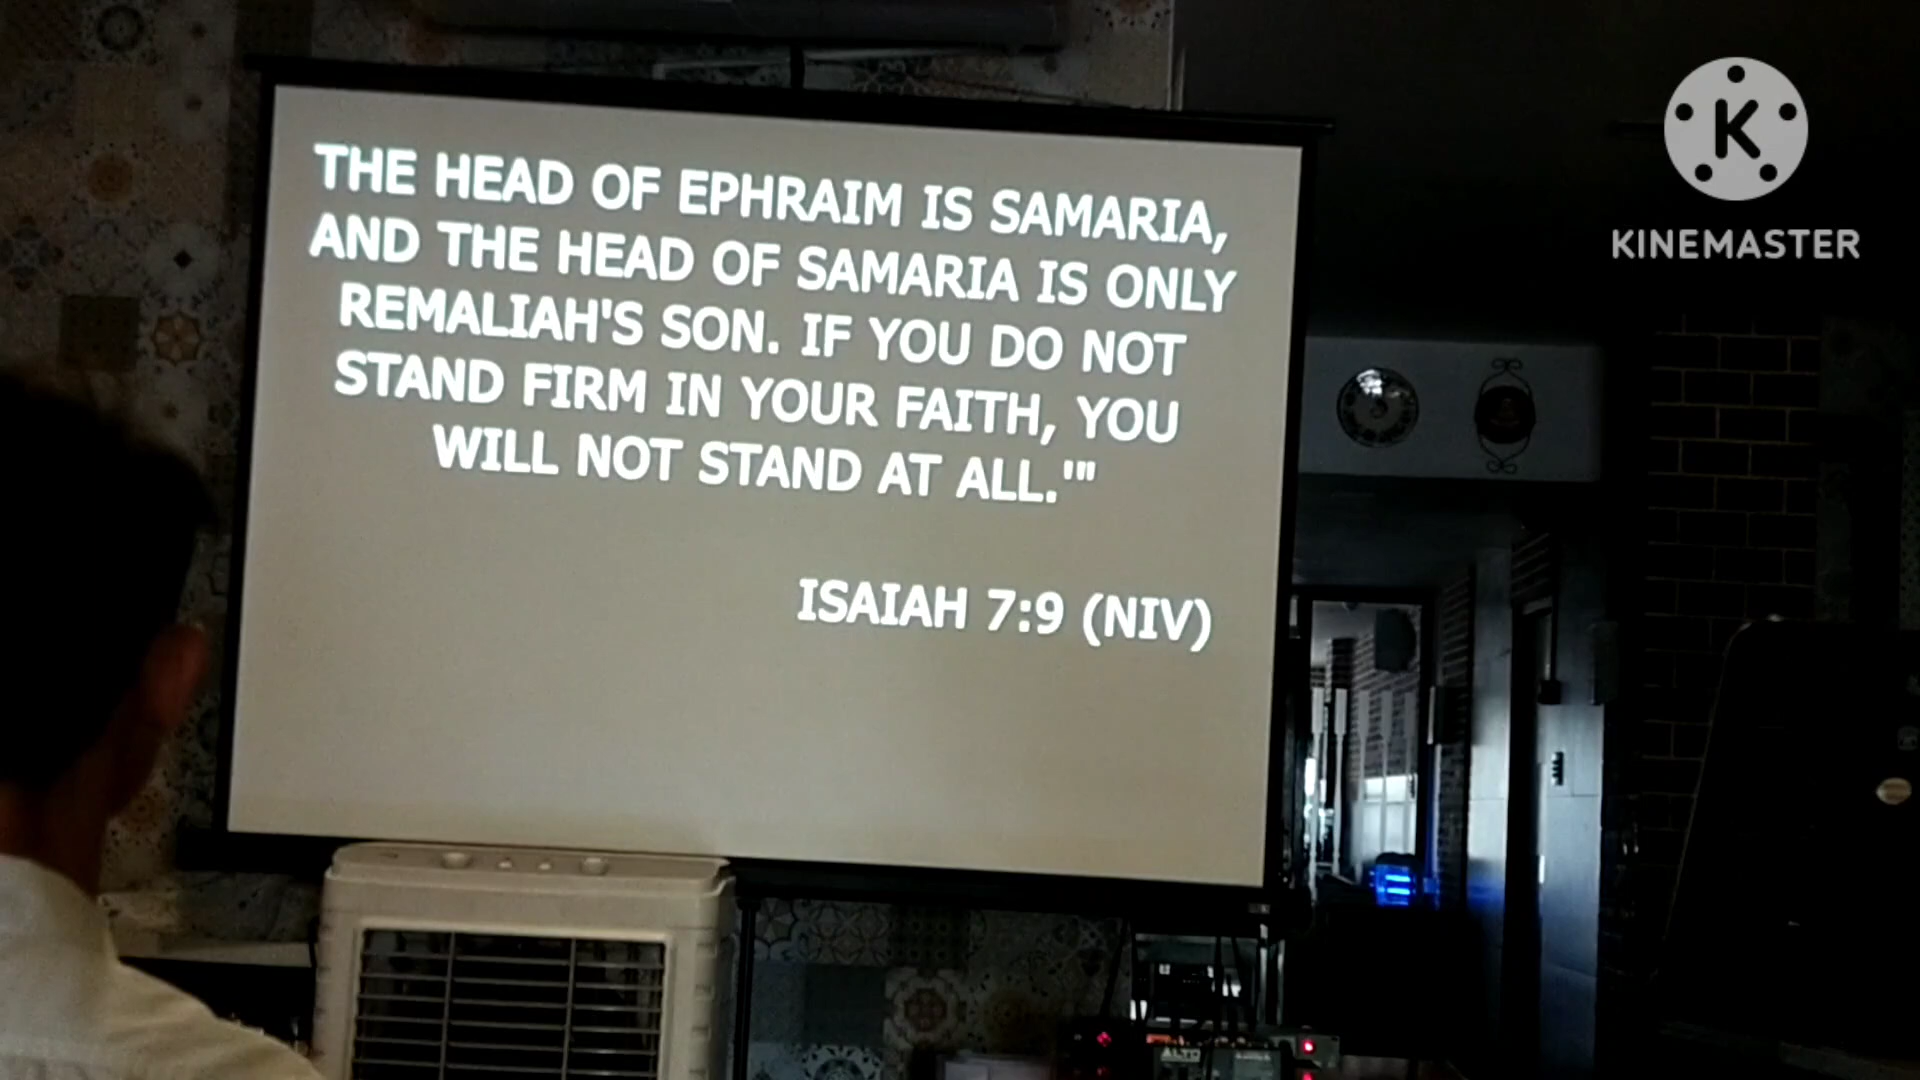 THE HEAD OF EPHRAIM IS SAMARIA,
AND THE HEAD OF SAMARIA IS ONLY
REMALIAH'S SON. IF YOU DO NOT
STAND FIRM IN YOUR FAITH, YOU
WILL NOT STAND AT ALL.'"
ISAIAH 7:9 (NIV)
K
KINEMASTER
ALTO